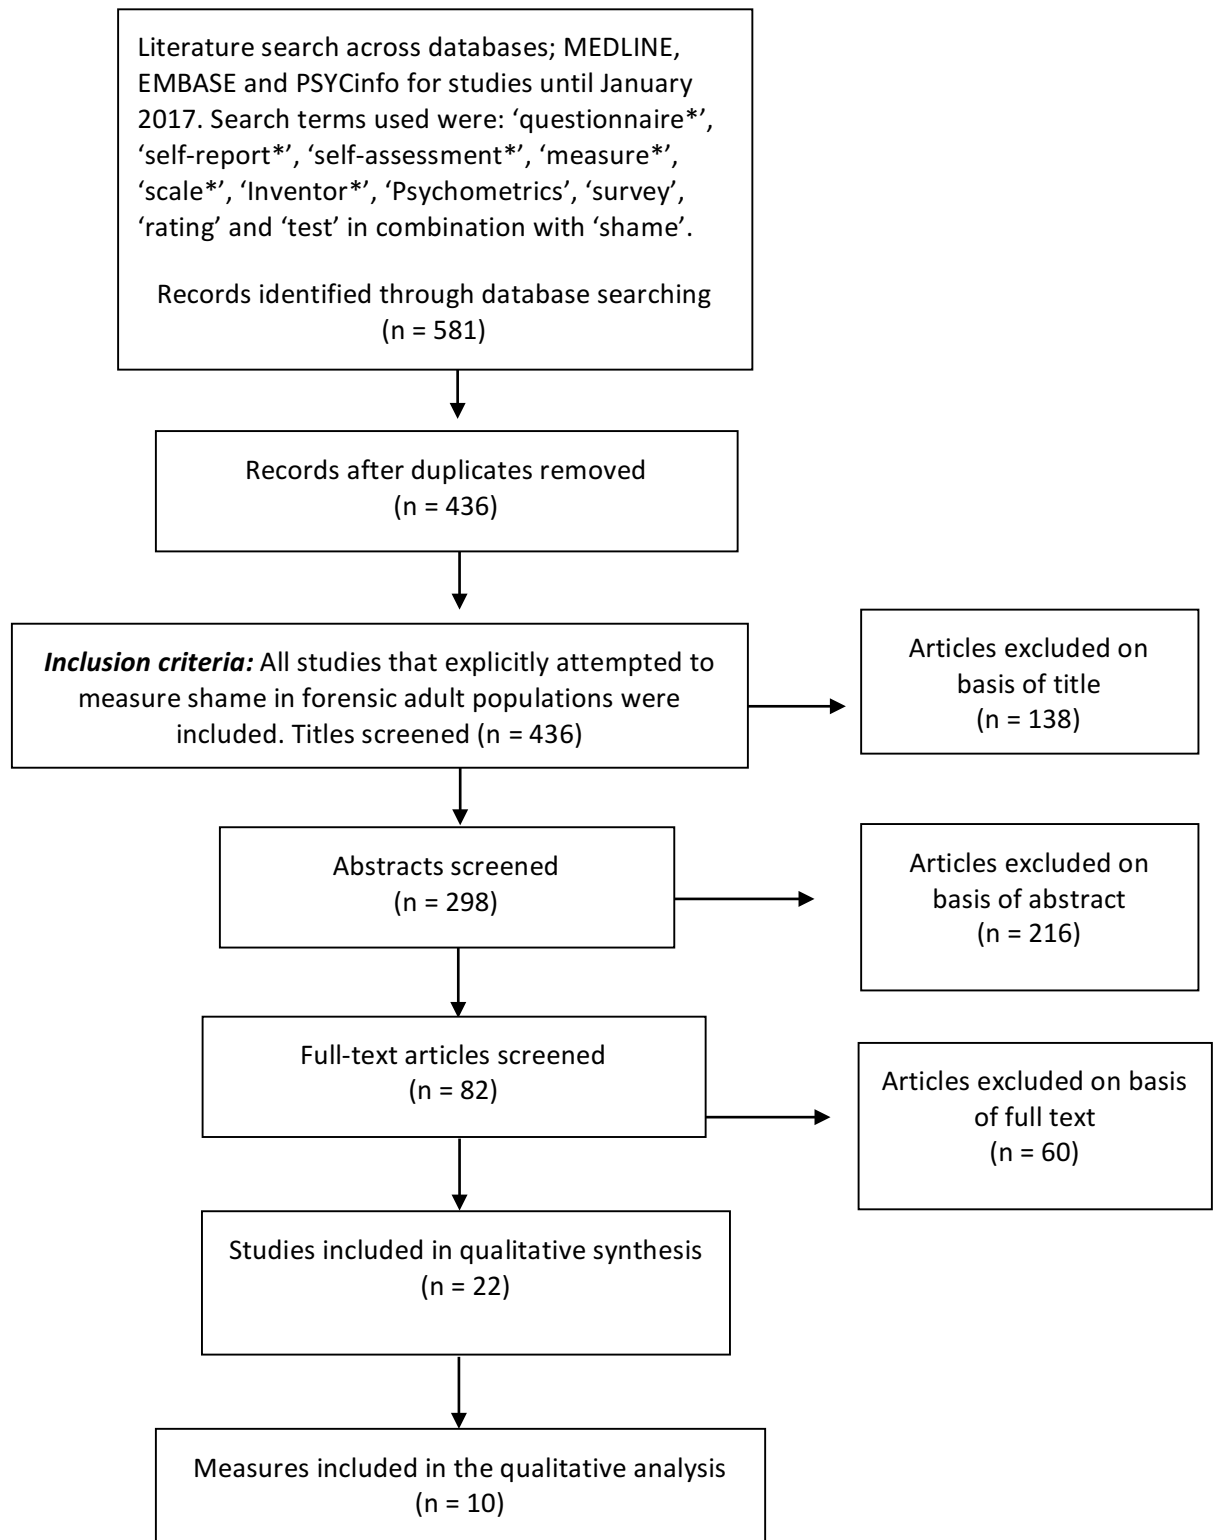 Literature search across databases; MEDLINE,
EMBASE and PSYCinfo for studies until January
2017. Search terms used were: ‘questionnaire*’,
‘self-report*’, ‘self-assessment*’, ‘measure*’,
‘scale*’, ‘Inventor*’, ‘Psychometrics’, ‘survey’,
‘rating’ and ‘test’ in combination with ‘shame’.
Records identified through database searching
(n = 581)
Records after duplicates removed
(n = 436)
Inclusion criteria: All studies that explicitly attempted to
measure shame in forensic adult populations were
included. Titles screened (n = 436)
Articles excluded on
basis of title
(n = 138)
Abstracts screened
(n = 298)
Articles excluded on
basis of abstract
(n = 216)
Full-text articles screened
(n = 82)
Articles excluded on basis
of full text
(n = 60)
Studies included in qualitative synthesis
(n = 22)
Measures included in the qualitative analysis
(n = 10)